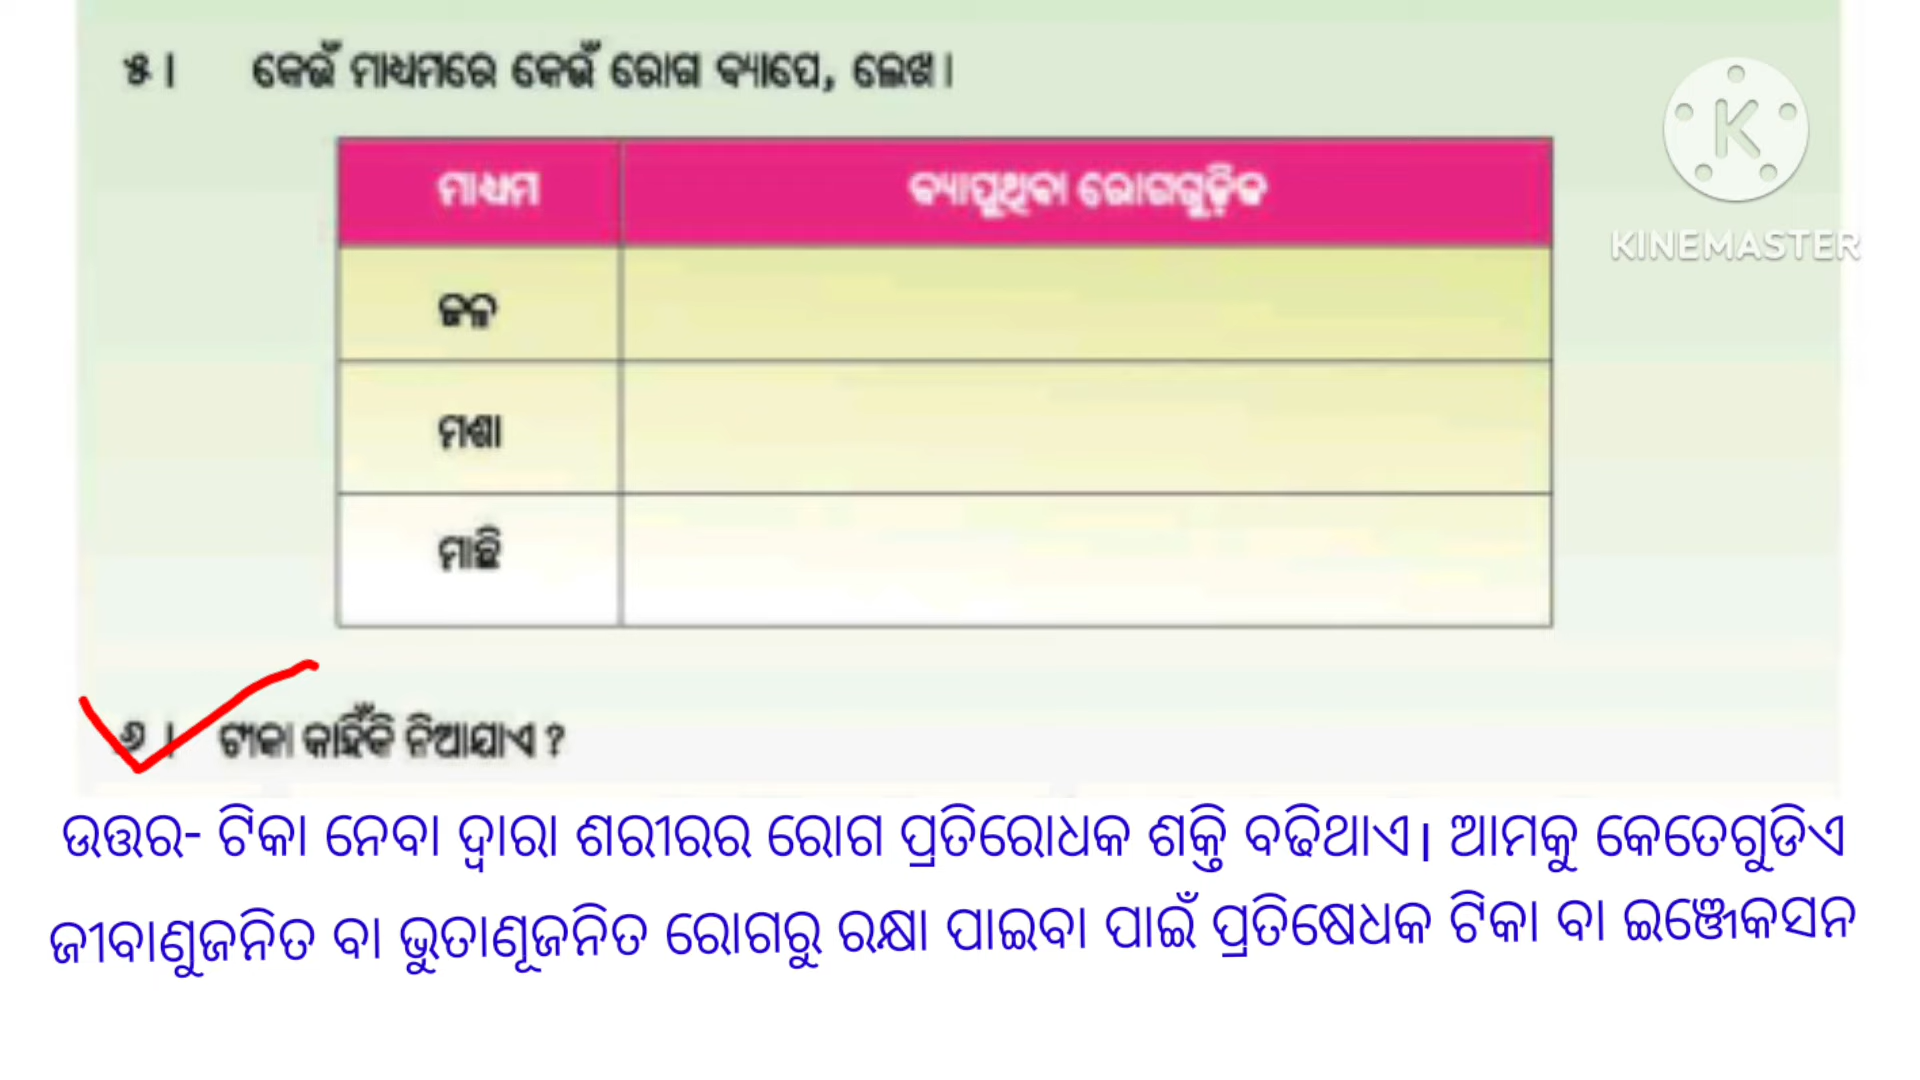 ୫। କେଉଁ ମାଧ୍ୟମରେ କେଉଁ ରୋଗ ବ୍ୟାପେ, ଲେଖ।
ମାଧ୍ୟମ ବ୍ୟାପୁଥିବା ରୋଗଗୁଡ଼ିକ
KINEMASTER
ଜଳ
ମଶା
ମାଛି
୬। ଟୀକା କାହିଁକି ନିଆଯାଏ ?
ଉତ୍ତର- ଟିକା ନେବା ଦ୍ୱାରା ଶରୀରର ରୋଗ ପ୍ରତିରୋଧକ ଶକ୍ତି ବଢିଥାଏ। ଆମକୁ କେତେଗୁଡିଏ
ଜୀବାଣୁଜନିତ ବା ଭୁତାଣୂଜନିତ ରୋଗରୁ ରକ୍ଷା ପାଇବା ପାଇଁ ପ୍ରତିଷେଧକ ଟିକା ବା ଇଞ୍ଜେକସନ